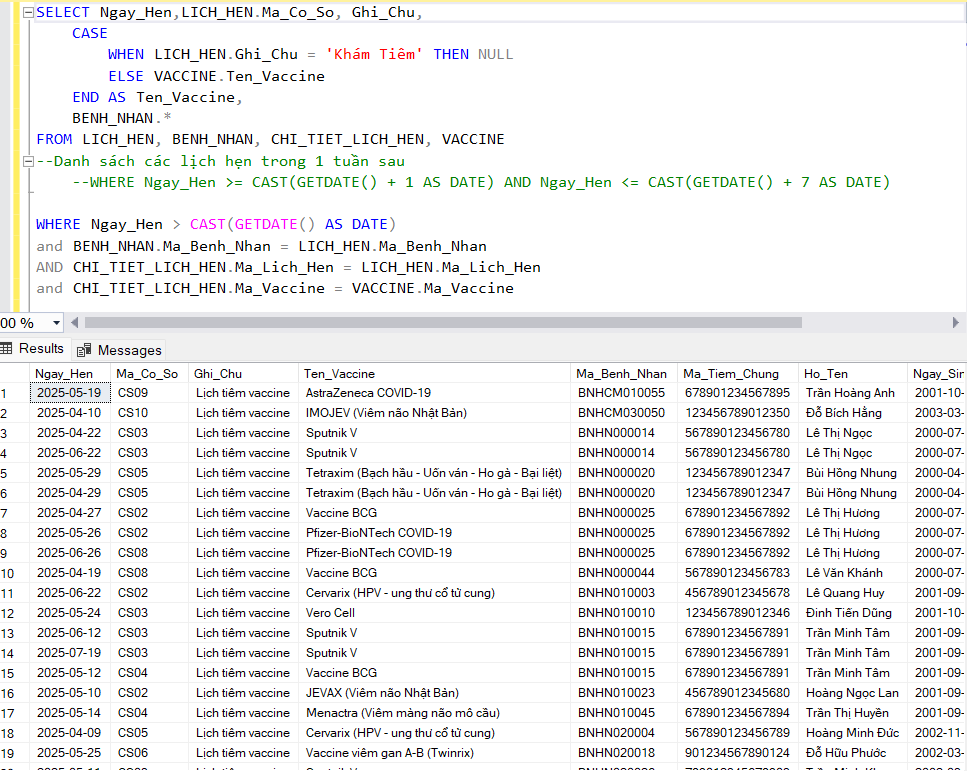 SELECT Ngay_Hen,LICH_HEN.Ma_Co_So, Ghi_Chu,
CASE
WHEN LICH_HEN.Ghi_Chu = 'Khám Tiêm' THEN NULL
ELSE VACCINE.Ten_Vaccine
END AS Ten_Vaccine,
BENH_NHAN.*
FROM LICH_HEN, BENH_NHAN, CHI_TIET_LICH_HEN, VACCINE
--Danh sách các lịch hẹn trong 1 tuần sau
--WHERE Ngay_Hen >= CAST(GETDATE() + 1 AS DATE) AND Ngay_Hen <= CAST(GETDATE() + 7 AS DATE)
WHERE Ngay_Hen > CAST(GETDATE() AS DATE)
and BENH_NHAN.Ma_Benh_Nhan = LICH_HEN.Ma_Benh_Nhan
AND CHI_TIET_LICH_HEN.Ma_Lich_Hen = LICH_HEN.Ma_Lich_Hen
and CHI_TIET_LICH_HEN.Ma_Vaccine = VACCINE.Ma_Vaccine
00 %
Results Messages
Ngay_Hen Ma_Co_So Ghi_Chu Ten_Vaccine Ma_Benh_Nhan Ma_Tiem_Chung Ho_Ten Ngay_Sin
1 2025-05-19 CS09 Lịch tiêm vaccine AstraZeneca COVID-19 BNHCM010055 678901234567895 Trần Hoàng Anh 2001-10-
2 2025-04-10 CS10 Lịch tiêm vaccine IMOJEV (Viêm não Nhật Bản) BNHCM030050 123456789012350 Đỗ Bích Hằng 2003-03-
3 2025-04-22 CS03 Lịch tiêm vaccine Sputnik V BNHN000014 567890123456780 Lê Thị Ngọc 2000-07-
4 2025-06-22 CS03 Lịch tiêm vaccine Sputnik V BNHN000014 567890123456780 Lê Thị Ngọc 2000-07-
5 2025-05-29 CS05 Lịch tiêm vaccine Tetraxim (Bạch hầu - Uốn ván - Ho gà - Bại liệt) BNHN000020 123456789012347 Bùi Hồng Nhung 2000-04-
6 2025-04-29 CS05 Lịch tiêm vaccine Tetraxim (Bạch hầu - Uốn ván - Ho gà - Bại liệt) BNHN000020 123456789012347 Bùi Hồng Nhung 2000-04-
7 2025-04-27 CS02 Lịch tiêm vaccine Vaccine BCG BNHN000025 678901234567892 Lê Thị Hương 2000-07-
8 2025-05-26 CS02 Lịch tiêm vaccine Pfizer-BioNTech COVID-19 BNHN000025 678901234567892 Lê Thị Hương 2000-07-
9 2025-06-26 CS08 Lịch tiêm vaccine Pfizer-BioNTech COVID-19 BNHN000025 678901234567892 Lê Thị Hương 2000-07-
10 2025-04-19 CS08 Lịch tiêm vaccine Vaccine BCG BNHN000044 567890123456783 Lê Văn Khánh 2000-07-
11 2025-06-22 CS02 Lịch tiêm vaccine Cervarix (HPV - ung thư cổ tử cung) BNHN010003 456789012345678 Lê Quang Huy 2001-09-
12 2025-05-24 CS03 Lịch tiêm vaccine Vero Cell BNHN010010 123456789012346 Đinh Tiến Dũng 2001-10-
13 2025-06-12 CS03 Lịch tiêm vaccine Sputnik V BNHN010015 678901234567891 Trần Minh Tâm 2001-09-
14 2025-07-19 CS03 Lịch tiêm vaccine Sputnik V BNHN010015 678901234567891 Trần Minh Tâm 2001-09-
15 2025-05-12 CS04 Lịch tiêm vaccine Vaccine BCG BNHN010015 678901234567891 Trần Minh Tâm 2001-09-
16 2025-05-10 CS02 Lịch tiêm vaccine JEVAX (Viêm não Nhật Bản) BNHN010023 456789012345680 Hoàng Ngọc Lan 2001-09-
17 2025-05-14 CS04 Lịch tiêm vaccine Menactra (Viêm màng não mô cầu) BNHN010045 678901234567894 Trần Thị Huyền 2001-09-
18 2025-04-09 CS05 Lịch tiêm vaccine Cervarix (HPV - ung thư cổ tử cung) BNHN020004 567890123456789 Hoàng Minh Đức 2002-11-
19 2025-05-25 CS06 Lịch tiêm vaccine Vaccine viêm gan A-B (Twinrix) BNHN020018 901234567890124 Đỗ Hữu Phước 2002-03-